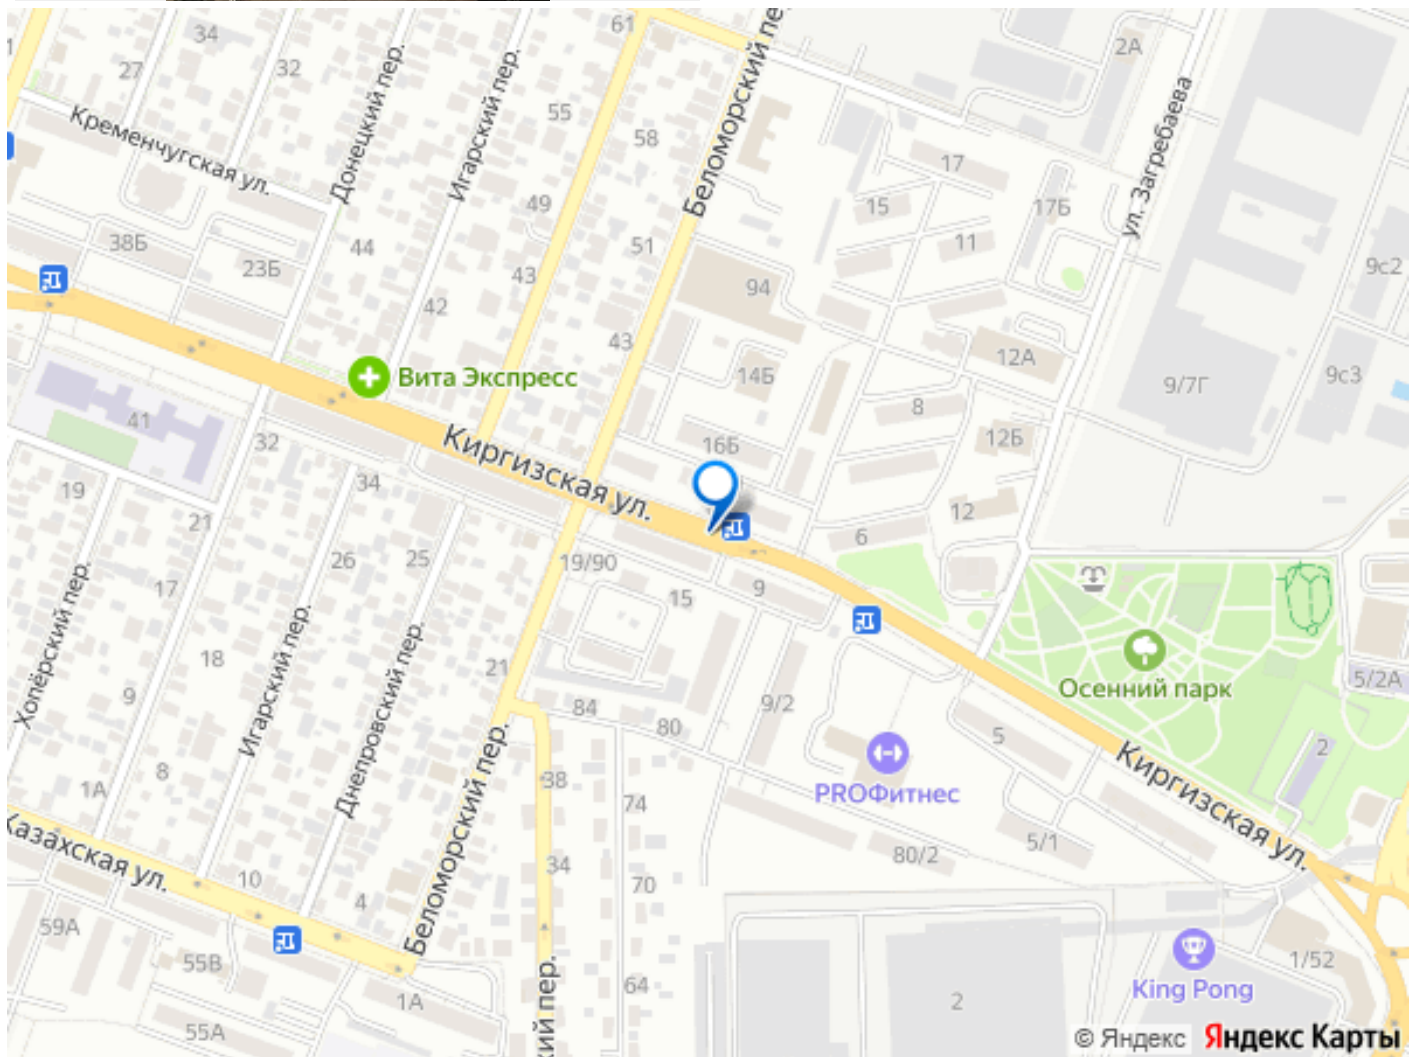 61
Беломорский пе
34
2А
27
32
Донецкий пер.
Игарский пер.
55
58
ул. Загребаева
Кременчугская ул.
17
15
17Б
49
11
51
38Б
44
23Б
94
9с2
43
42
43
12А
14Б
9с3
9/7Г
Вита Экспресс
8
41
Киргизская ул.
32
16Б
12Б
34
19
21
12
6
25
26
19/90
9
15
Хопёрский пер.
17
Игарский пер.
Днепровский пер.
18
21
Осенний парк
5/2А
9
84
9/2
80
5
2
Киргизская ул.
8
1А
38
PROФитнес
74
Беломорский пер.
Казахская ул.
5/1
80/2
34
10
70
4
59А
55В
1/52
64
King Pong
1А
2
кий пер.
55А
© Яндекс Яндекс Карты